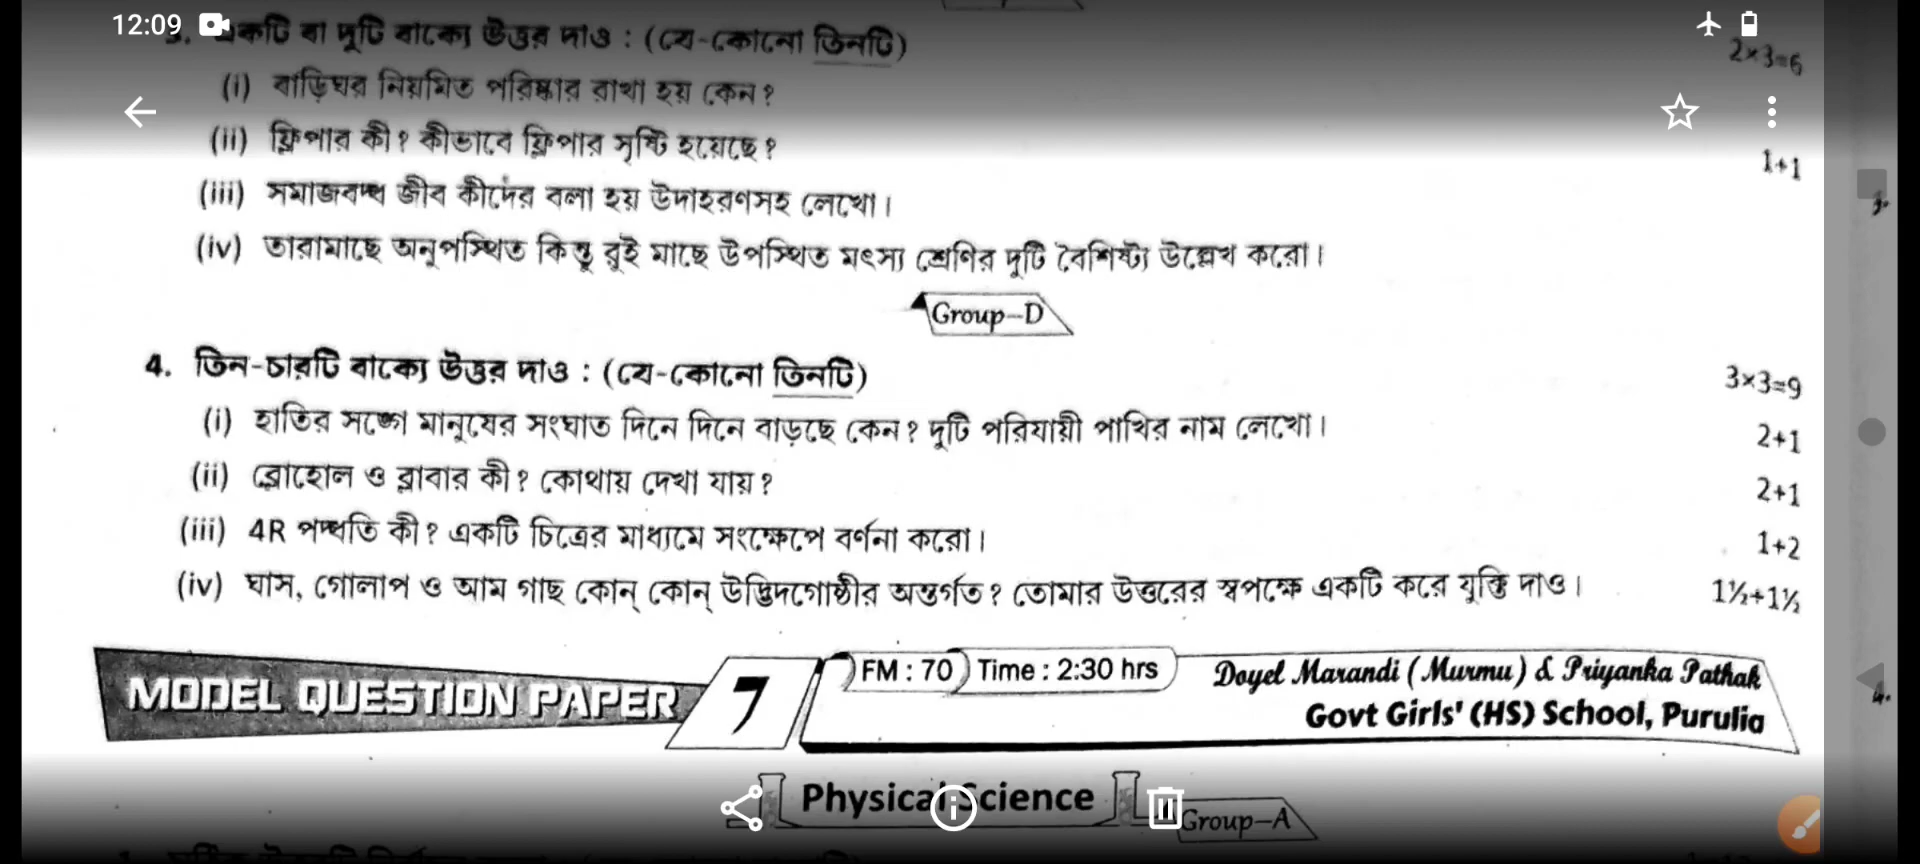 12:09
একটি বা দুটি বাক্যে উত্তর দাও : (যে-কোনো তিনটি) 2×3=6
(i) বাড়িঘর নিয়মিত পরিষ্কার রাখা হয় কেন?
(ii) ফ্লিপার কী? কীভাবে ফ্লিপার সৃষ্টি হয়েছে? 1+1
(iii) সমাজবদ্ধ জীব কীদের বলা হয় উদাহরণসহ লেখো।
(iv) তারামাছে অনুপস্থিত কিন্তু রুই মাছে উপস্থিত মৎস্য শ্রেণির দুটি বৈশিষ্ট্য উল্লেখ করো।
Group–D
4. তিন-চারটি বাক্যে উত্তর দাও : (যে-কোনো তিনটি) 3×3=9
(i) হাতির সঙ্গে মানুষের সংঘাত দিনে দিনে বাড়ছে কেন? দুটি পরিযায়ী পাখির নাম লেখো। 2+1
(ii) ব্লোহোল ও ব্লাবার কী? কোথায় দেখা যায়? 2+1
(iii) 4R পদ্ধতি কী? একটি চিত্রের মাধ্যমে সংক্ষেপে বর্ণনা করো। 1+2
(iv) ঘাস, গোলাপ ও আম গাছ কোন্ কোন্ উদ্ভিদগোষ্ঠীর অন্তর্গত? তোমার উত্তরের স্বপক্ষে একটি করে যুক্তি দাও। 1½+1½
MODEL QUESTION PAPER 7 FM : 70 Time : 2:30 hrs
Doyel Marandi (Murmu) & Priyanka Pathak
Govt Girls' (HS) School, Purulia
Physical Science
Group–A